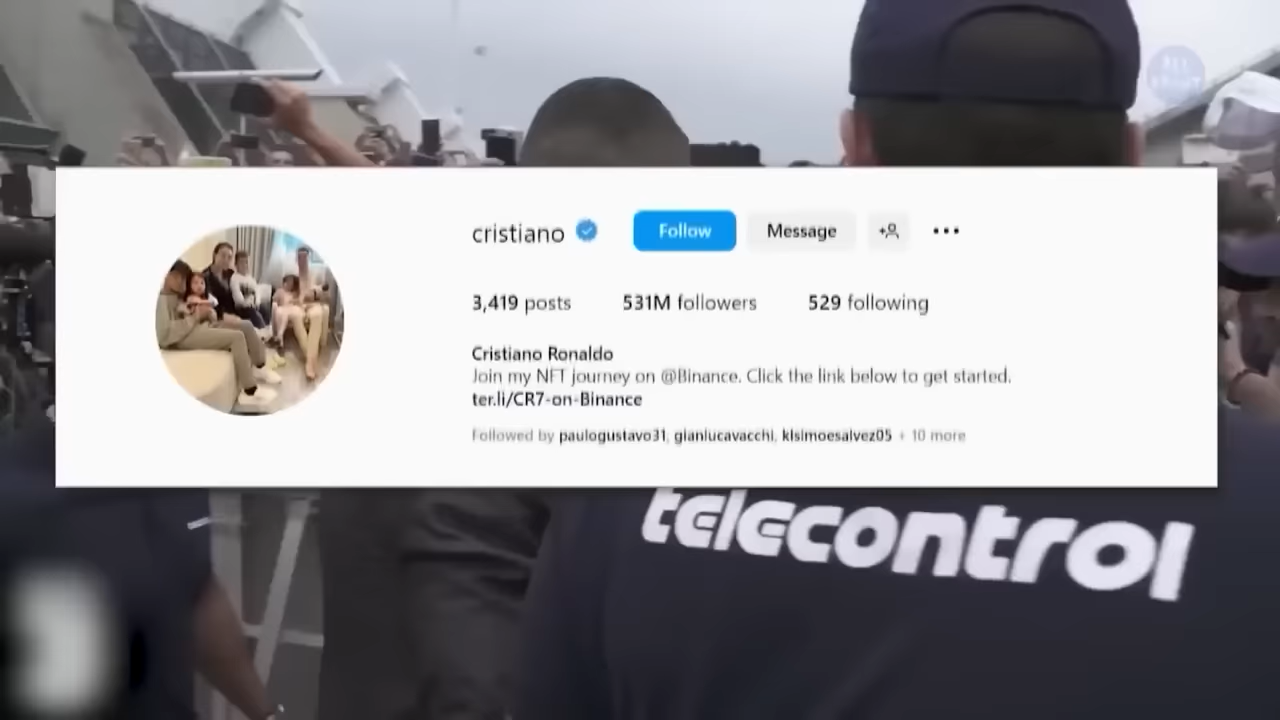 cristiano Follow Message
3,419 posts 531M followers 529 following
Cristiano Ronaldo
Join my NFT journey on @Binance. Click the link below to get started.
ter.li/CR7-on-Binance
Followed by paulogustavo31, gianlucavacchi, klsimoesalvez05 + 10 more
telecontrol